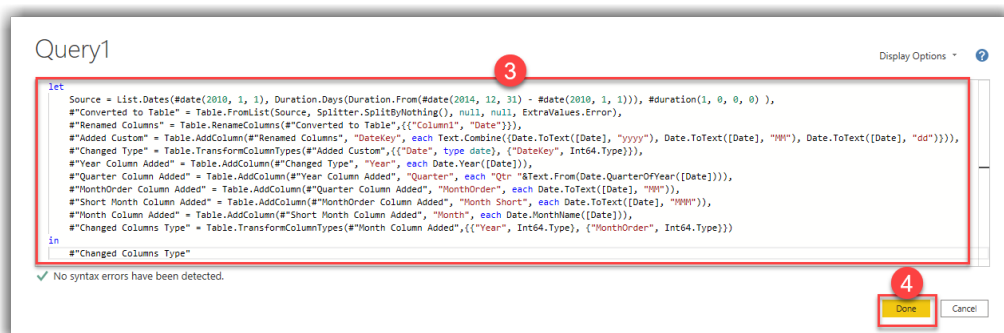 Query1
Display Options
3
let
Source = List.Dates(#date(2010, 1, 1), Duration.Days(Duration.From(#date(2014, 12, 31) - #date(2010, 1, 1))), #duration(1, 0, 0, 0) ),
#"Converted to Table" = Table.FromList(Source, Splitter.SplitByNothing(), null, null, ExtraValues.Error),
#"Renamed Columns" = Table.RenameColumns(#"Converted to Table",{{"Column1", "Date"}}),
#"Added Custom" = Table.AddColumn(#"Renamed Columns", "DateKey", each Text.Combine({Date.ToText([Date], "yyyy"), Date.ToText([Date], "MM"), Date.ToText([Date], "dd")})),
#"Changed Type" = Table.TransformColumnTypes(#"Added Custom",{{"Date", type date}, {"DateKey", Int64.Type}}),
#"Year Column Added" = Table.AddColumn(#"Changed Type", "Year", each Date.Year([Date])),
#"Quarter Column Added" = Table.AddColumn(#"Year Column Added", "Quarter", each "Qtr "&Text.From(Date.QuarterOfYear([Date]))),
#"MonthOrder Column Added" = Table.AddColumn(#"Quarter Column Added", "MonthOrder", each Date.ToText([Date], "MM")),
#"Short Month Column Added" = Table.AddColumn(#"MonthOrder Column Added", "Month Short", each Date.ToText([Date], "MMM")),
#"Month Column Added" = Table.AddColumn(#"Short Month Column Added", "Month", each Date.MonthName([Date])),
#"Changed Columns Type" = Table.TransformColumnTypes(#"Month Column Added",{{"Year", Int64.Type}, {"MonthOrder", Int64.Type}})
in
#"Changed Columns Type"
No syntax errors have been detected.
4
Done
Cancel